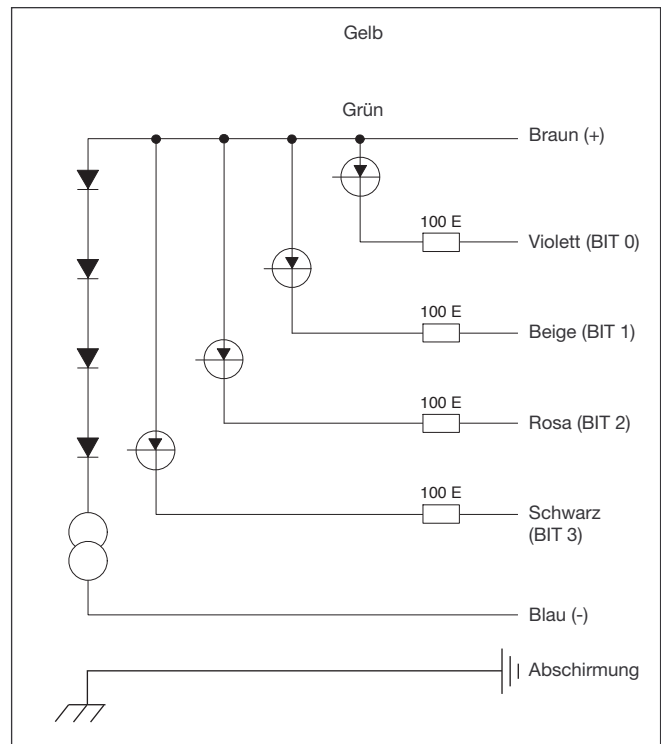 Gelb
Grün
Braun (+)
100 E
Violett (BIT 0)
100 E
Beige (BIT 1)
100 E
Rosa (BIT 2)
100 E
Schwarz
(BIT 3)
Blau (-)
Abschirmung